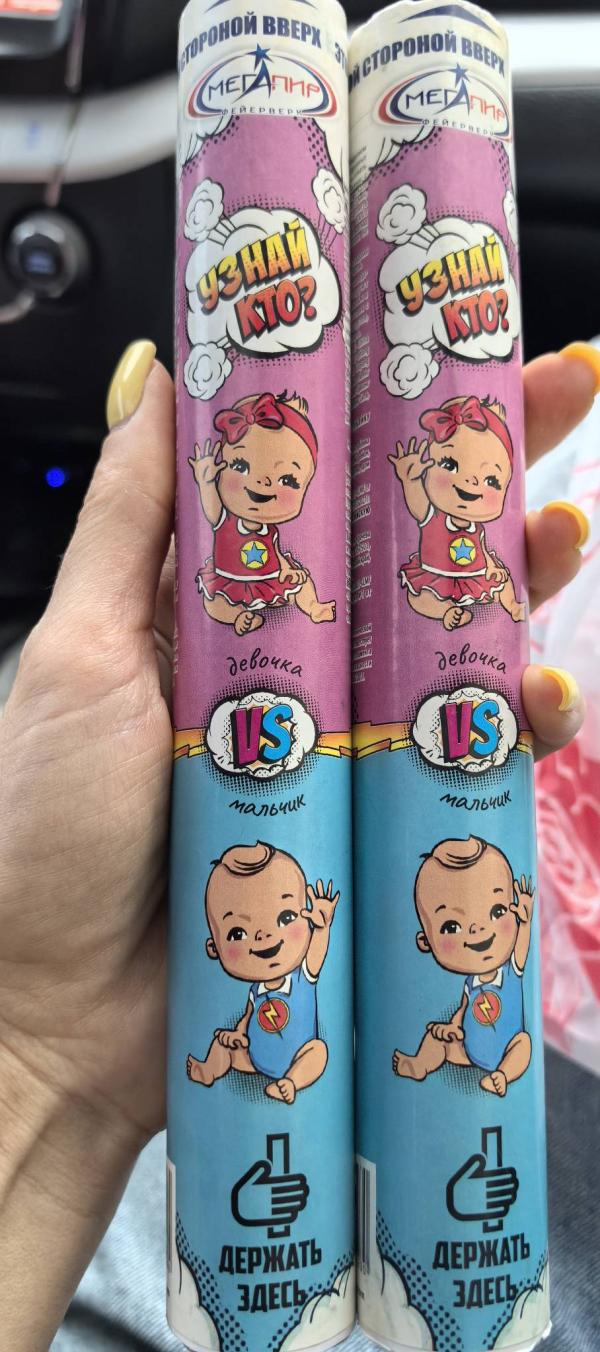 СТОРОНОЙ ВВЕРХ
МЕГАПИР
ФЕЙЕРВЕРК
УЗНАЙ
КТО?
девочка
VS
мальчик
ДЕРЖАТЬ
ЗДЕСЬ
СТОРОНОЙ ВВЕРХ
МЕГАПИР
ФЕЙЕРВЕРК
УЗНАЙ
КТО?
девочка
VS
мальчик
ДЕРЖАТЬ
ЗДЕСЬ